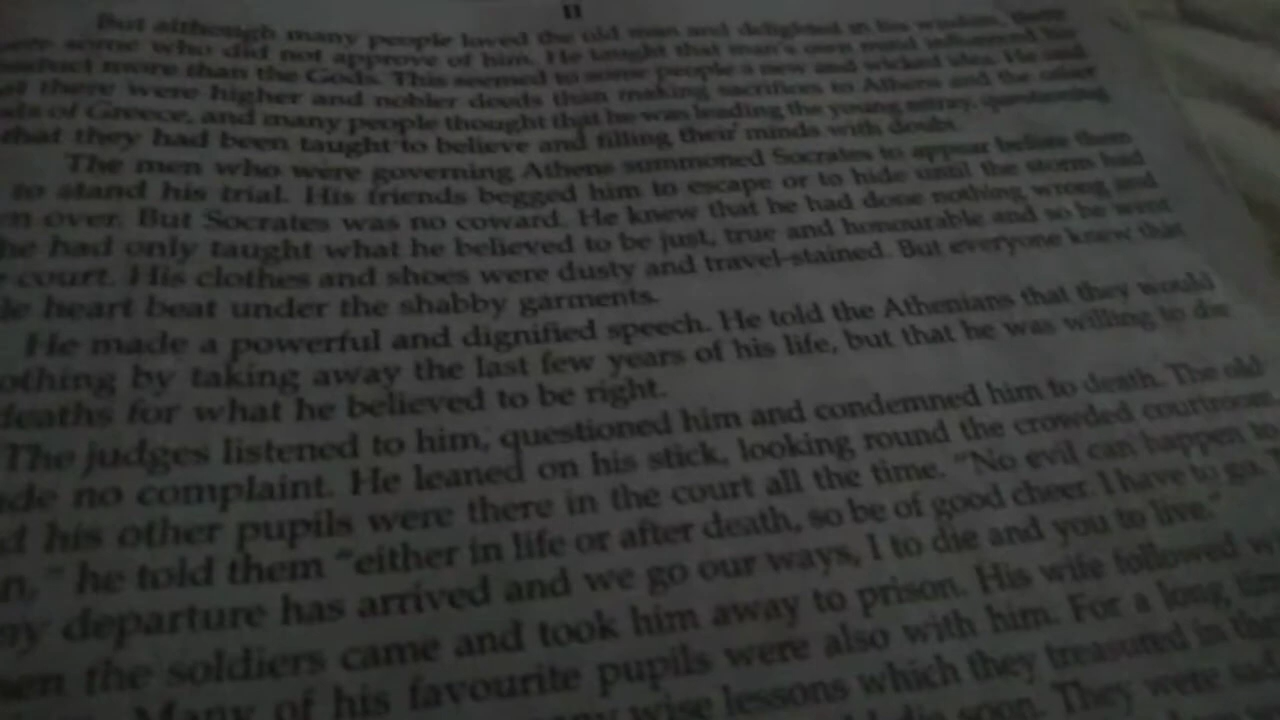 II
But although many people loved the old man and delighted in his wisdom, there
were some who did not approve of him. He taught that man's own mind influenced his
conduct more than the Gods. This seemed to some people a new and wicked idea. He said
at there were higher and nobler deeds than making sacrifices to Athens and the other
of Greece, and many people thought that he was leading the young astray, questioning
that they had been taught to believe and filling their minds with doubt.
The men who were governing Athens summoned Socrates to appear before them
to stand his trial. His friends begged him to escape or to hide until the storm had
n over. But Socrates was no coward. He knew that he had done nothing wrong and
he had only taught what he believed to be just, true and honourable and so he went
court. His clothes and shoes were dusty and travel-stained. But everyone knew that
le heart beat under the shabby garments.
He made a powerful and dignified speech. He told the Athenians that they would
othing by taking away the last few years of his life, but that he was willing to die
deaths for what he believed to be right.
The judges listened to him, questioned him and condemned him to death. The old
de no complaint. He leaned on his stick, looking round the crowded courtroom.
d his other pupils were there in the court all the time. "No evil can happen to
n," he told them "either in life or after death, so be of good cheer. I have to go.
y departure has arrived and we go our ways, I to die and you to live."
en the soldiers came and took him away to prison. His wife followed
Many of his favourite pupils were also with him. For a long, tim
ny wise lessons which they treasured in
die soon. They were sad